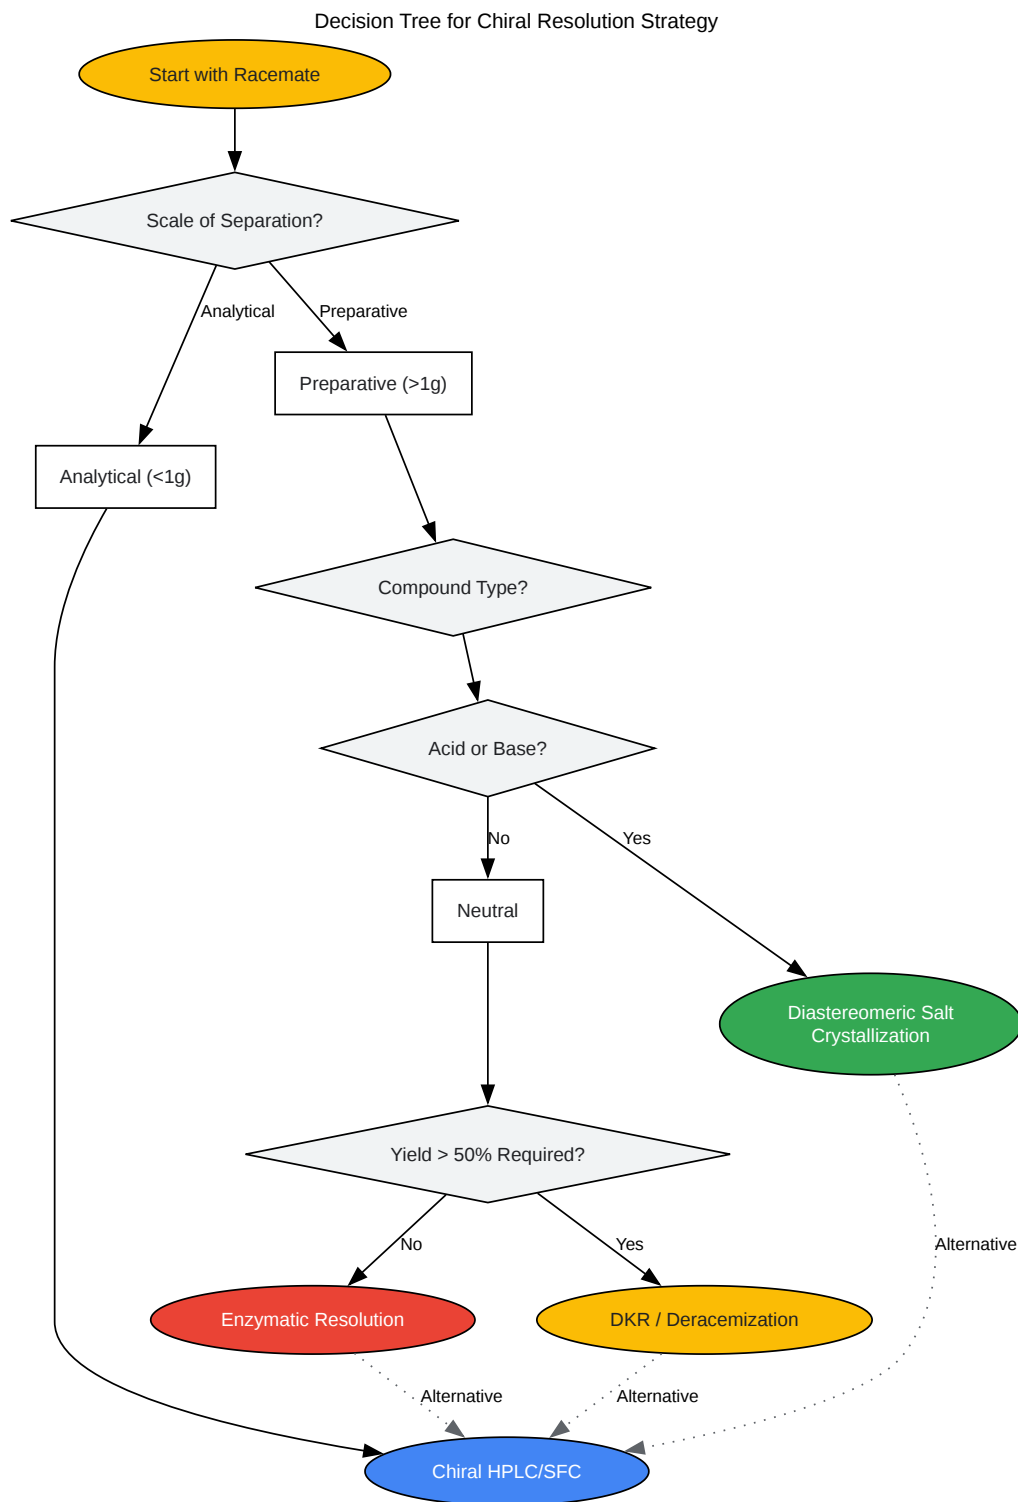 Decision Tree for Chiral Resolution Strategy
Start with Racemate
Scale of Separation?
Analytical
Preparative
Preparative (>1g)
Analytical (<1g)
Compound Type?
Acid or Base?
No
Yes
Neutral
Diastereomeric Salt
Crystallization
Yield > 50% Required?
No
Yes
Alternative
Enzymatic Resolution
DKR / Deracemization
Alternative
Alternative
Chiral HPLC/SFC